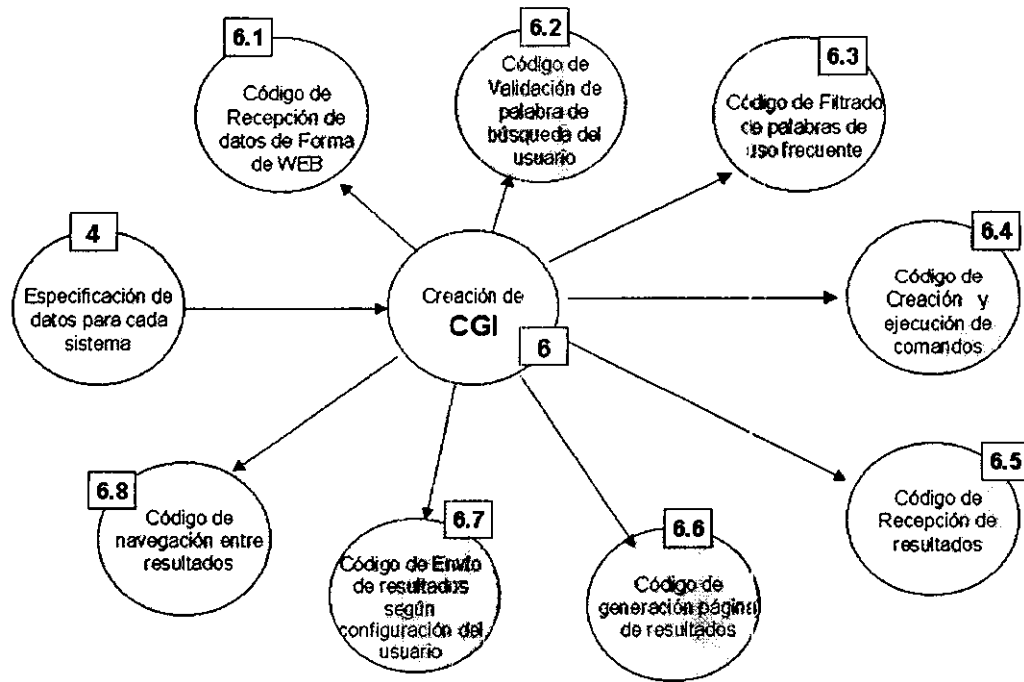 6.1
Código de
Recepción de
datos de Forma
de WEB
6.2
Código de
Validación de
palabra de
búsqueda del
usuario
6.3
Código de Filtrado
de palabras de
uso frecuente
4
Especificación de
datos para cada
sistema
Creación de
CGI
6
6.4
Código de
Creación y
ejecución de
comandos
6.5
Código de
Recepción de
resultados
6.6
Código de
generación página
de resultados
6.7
Código de Envío
de resultados
según
configuración del
usuario
6.8
Código de
navegación entre
resultados